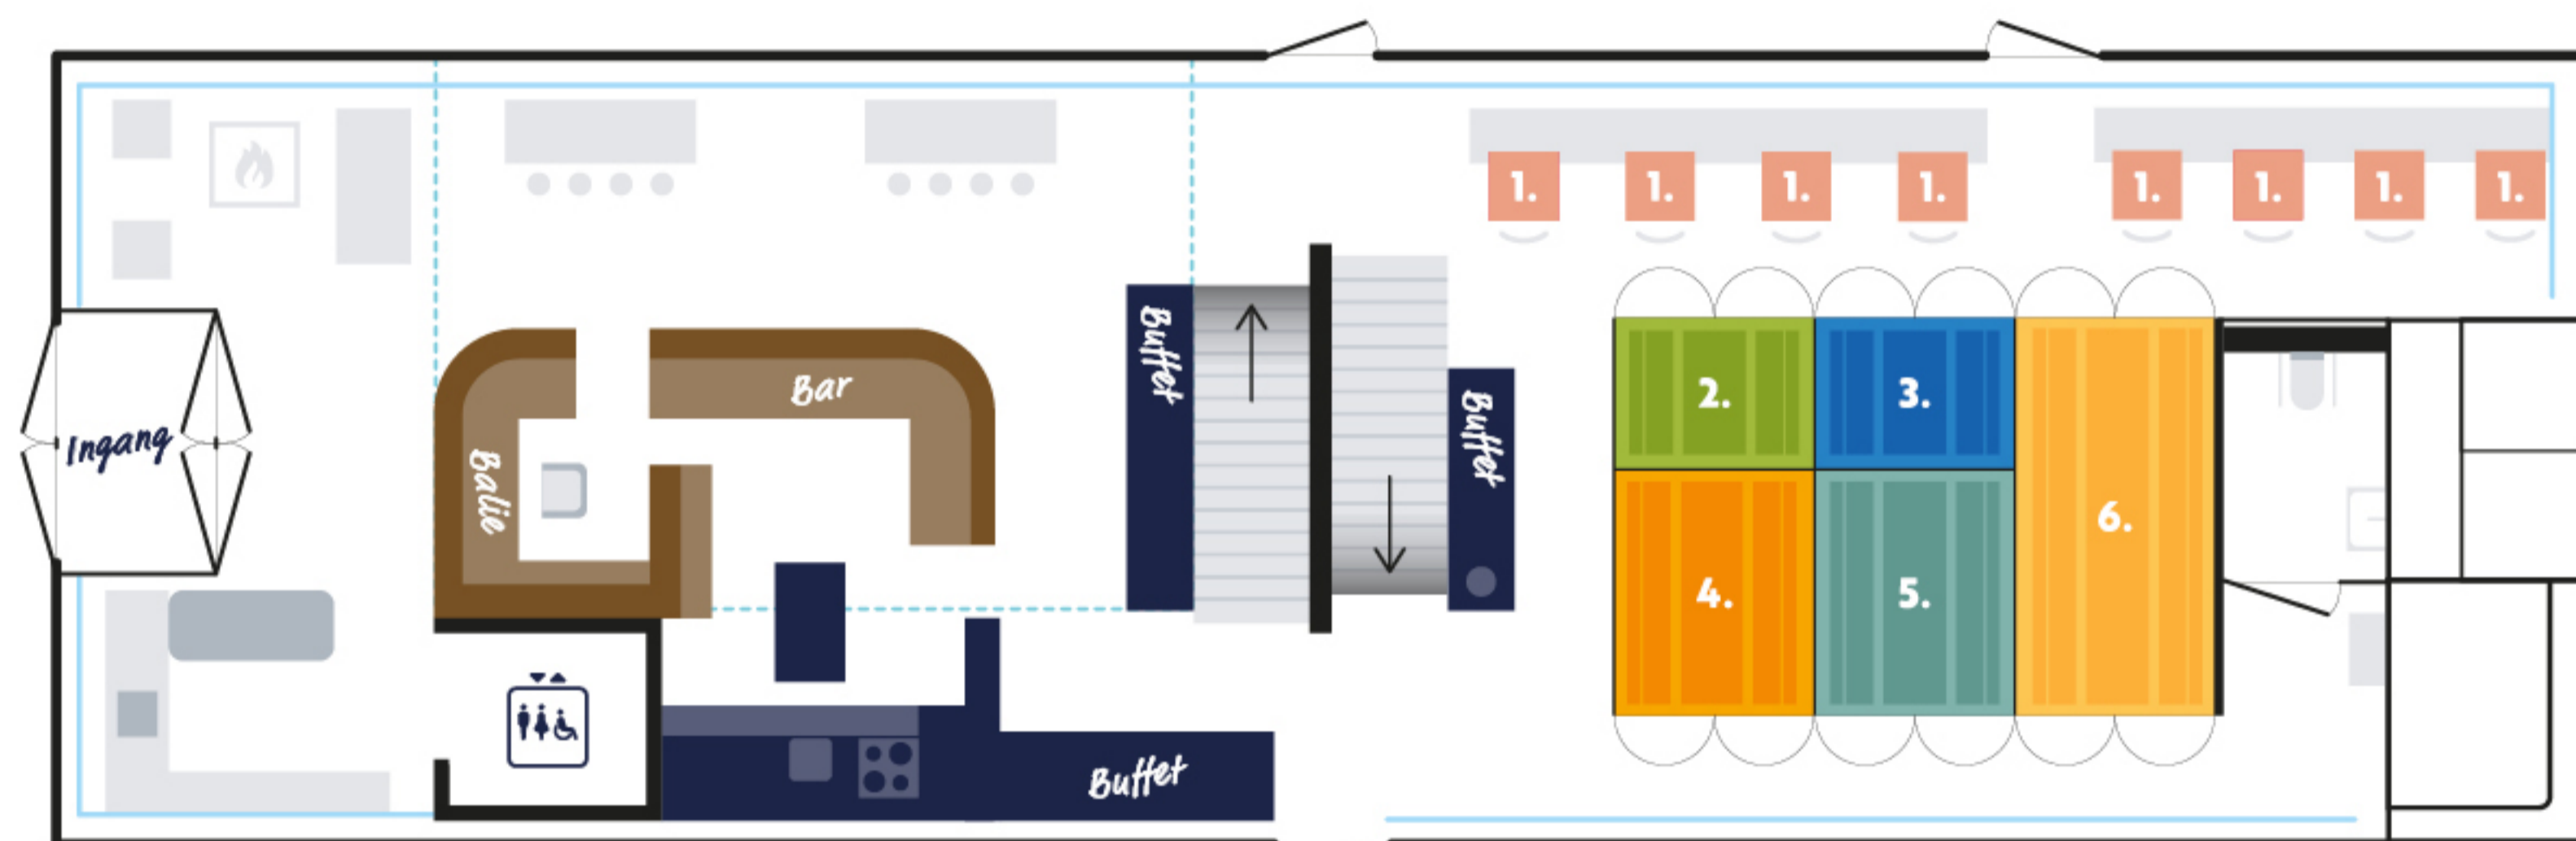 1. 1. 1. 1. 1. 1. 1. 1.
Buffet
Bar
Buffet
2. 3.
Ingang
Balie
6.
4. 5.
Buffet